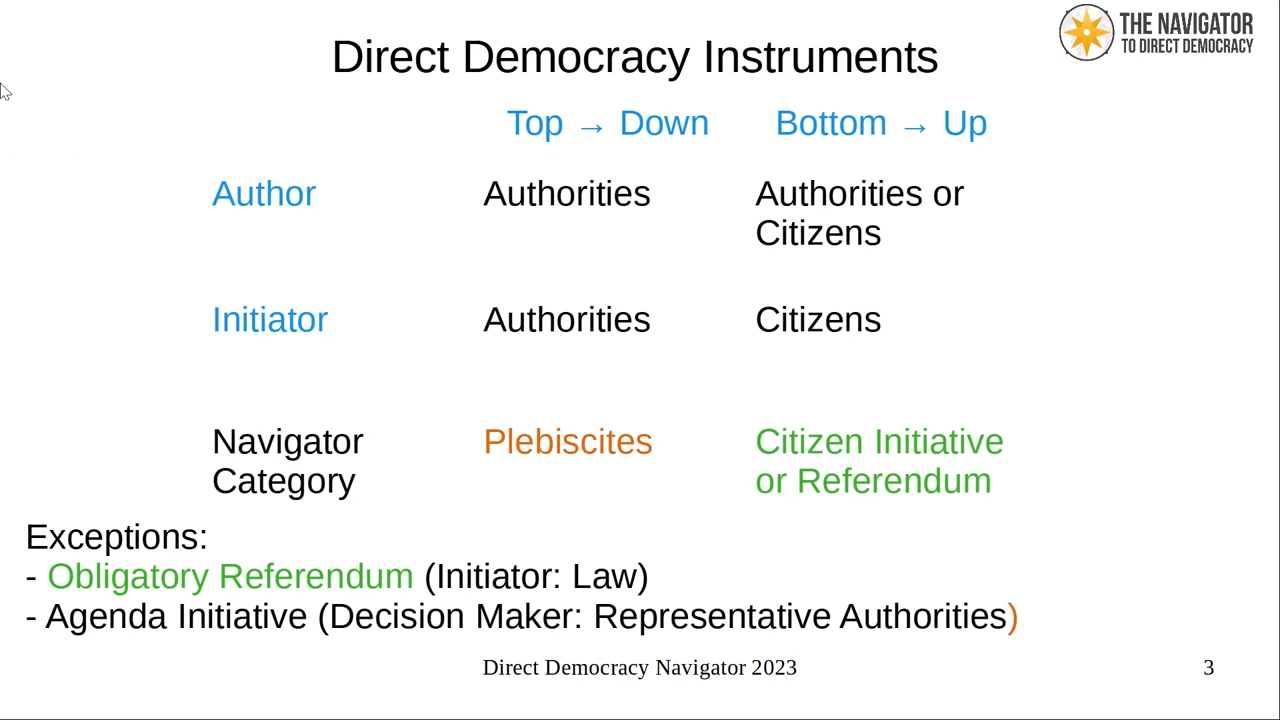 THE NAVIGATOR
TO DIRECT DEMOCRACY
Direct Democracy Instruments
Top → Down Bottom → Up
Author Authorities Authorities or
Citizens
Initiator Authorities Citizens
Navigator Plebiscites Citizen Initiative
Category or Referendum
Exceptions:
- Obligatory Referendum (Initiator: Law)
- Agenda Initiative (Decision Maker: Representative Authorities)
Direct Democracy Navigator 2023 3